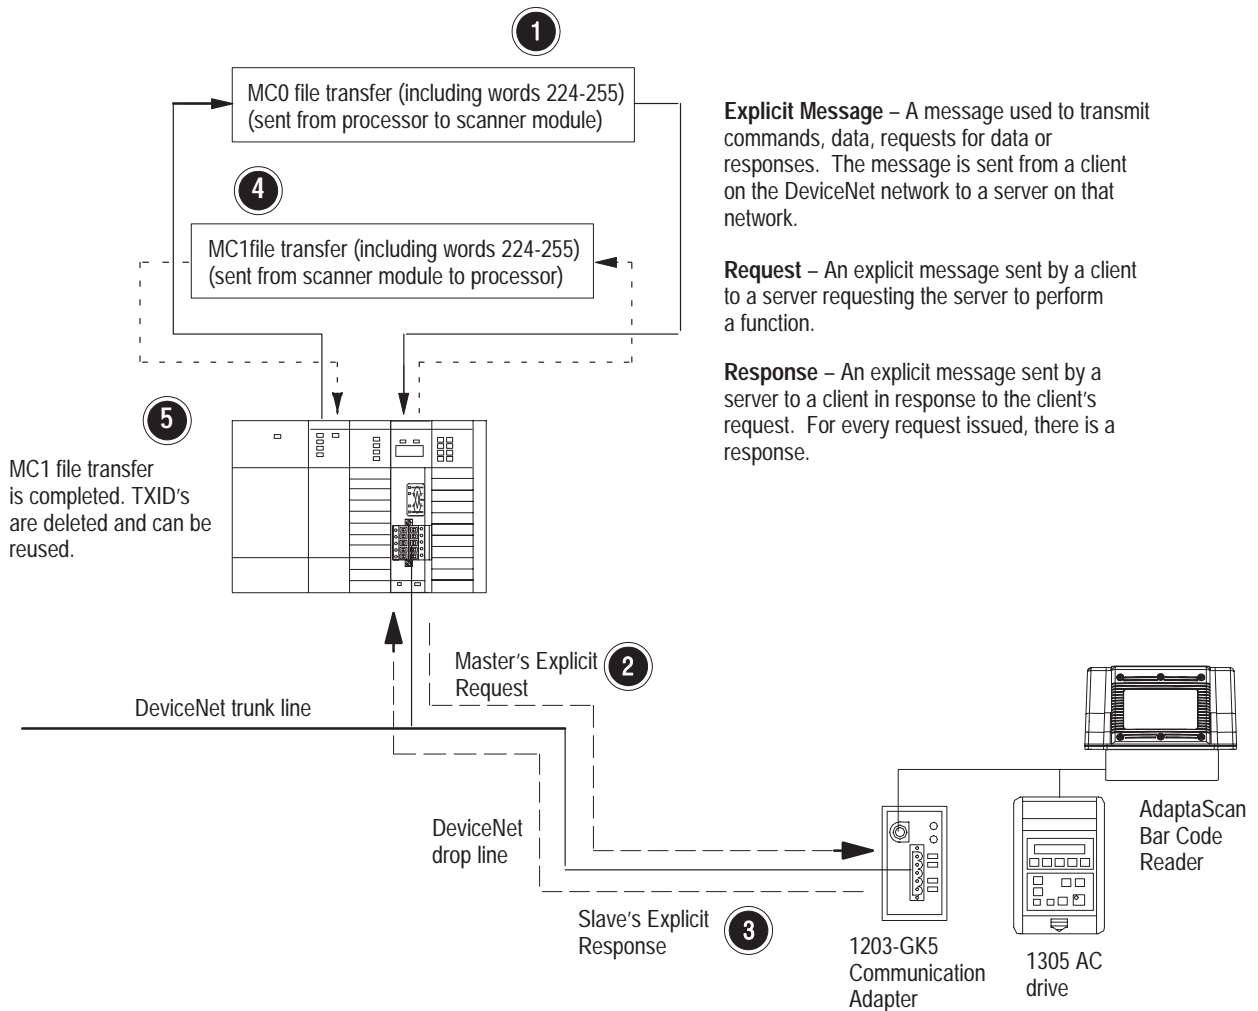 1
MC0 file transfer (including words 224-255)
(sent from processor to scanner module)
4
MC1file transfer (including words 224-255)
(sent from scanner module to processor)
Explicit Message – A message used to transmit
commands, data, requests for data or
responses. The message is sent from a client
on the DeviceNet network to a server on that
network.
Request – An explicit message sent by a client
to a server requesting the server to perform
a function.
Response – An explicit message sent by a
server to a client in response to the client's
request. For every request issued, there is a
response.
5
MC1 file transfer
is completed. TXID's
are deleted and can be
reused.
Master's Explicit
Request
2
DeviceNet trunk line
DeviceNet
drop line
Slave's Explicit
Response
3
1203-GK5
Communication
Adapter
1305 AC
drive
AdaptaScan
Bar Code
Reader